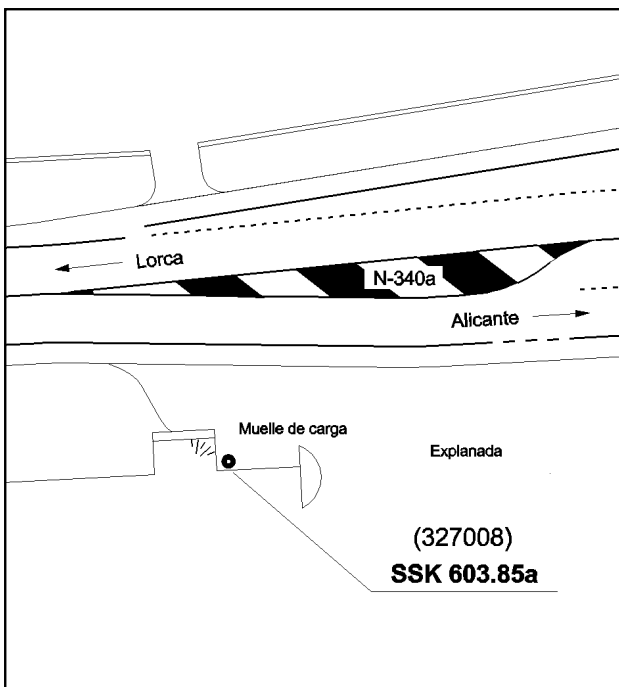 Lorca
N-340a
Alicante
Muelle de carga
Explanada
(327008)
SSK 603.85a